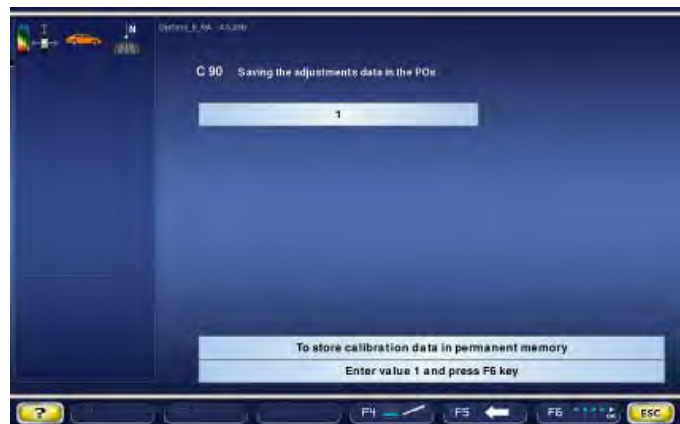 N
C 90 Saving the adjustments data in the POs
1
To store calibration data in permanent memory
Enter value 1 and press F6 key
? F4 F5 F6 ESC